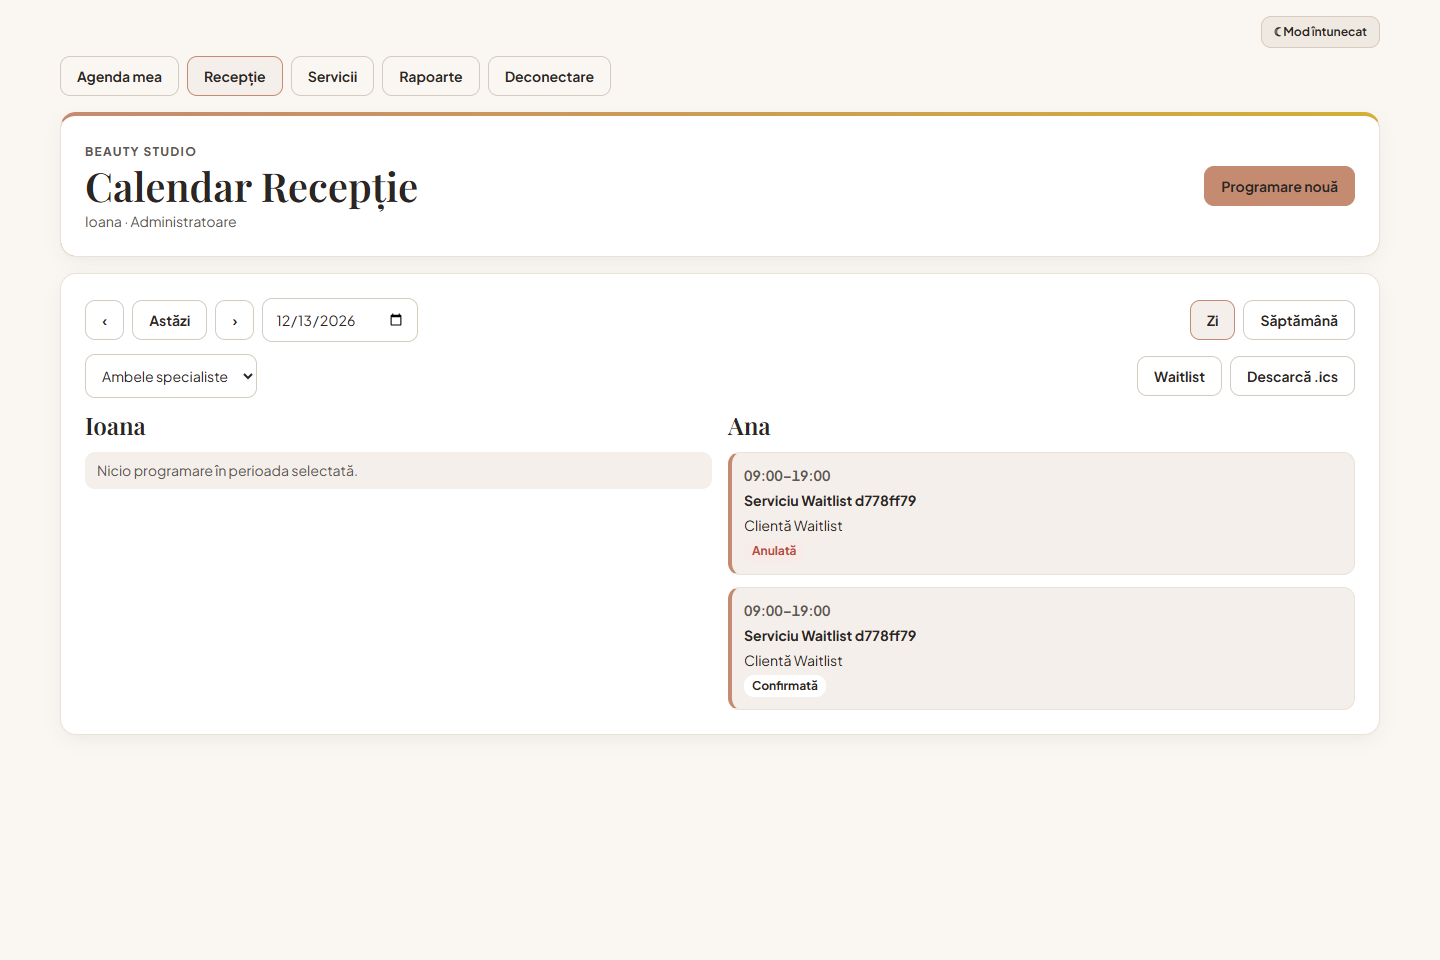 ☾ Mod întunecat
Agenda mea Recepție Servicii Rapoarte Deconectare
BEAUTY STUDIO
Calendar Recepție
Ioana · Administratoare
Programare nouă
‹ Astăzi › 12/13/2026 Zi Săptămână
Ambele specialiste Waitlist Descarcă .ics
Ioana
Nicio programare în perioada selectată.
Ana
09:00–19:00
Serviciu Waitlist d778ff79
Clientă Waitlist
Anulată
09:00–19:00
Serviciu Waitlist d778ff79
Clientă Waitlist
Confirmată